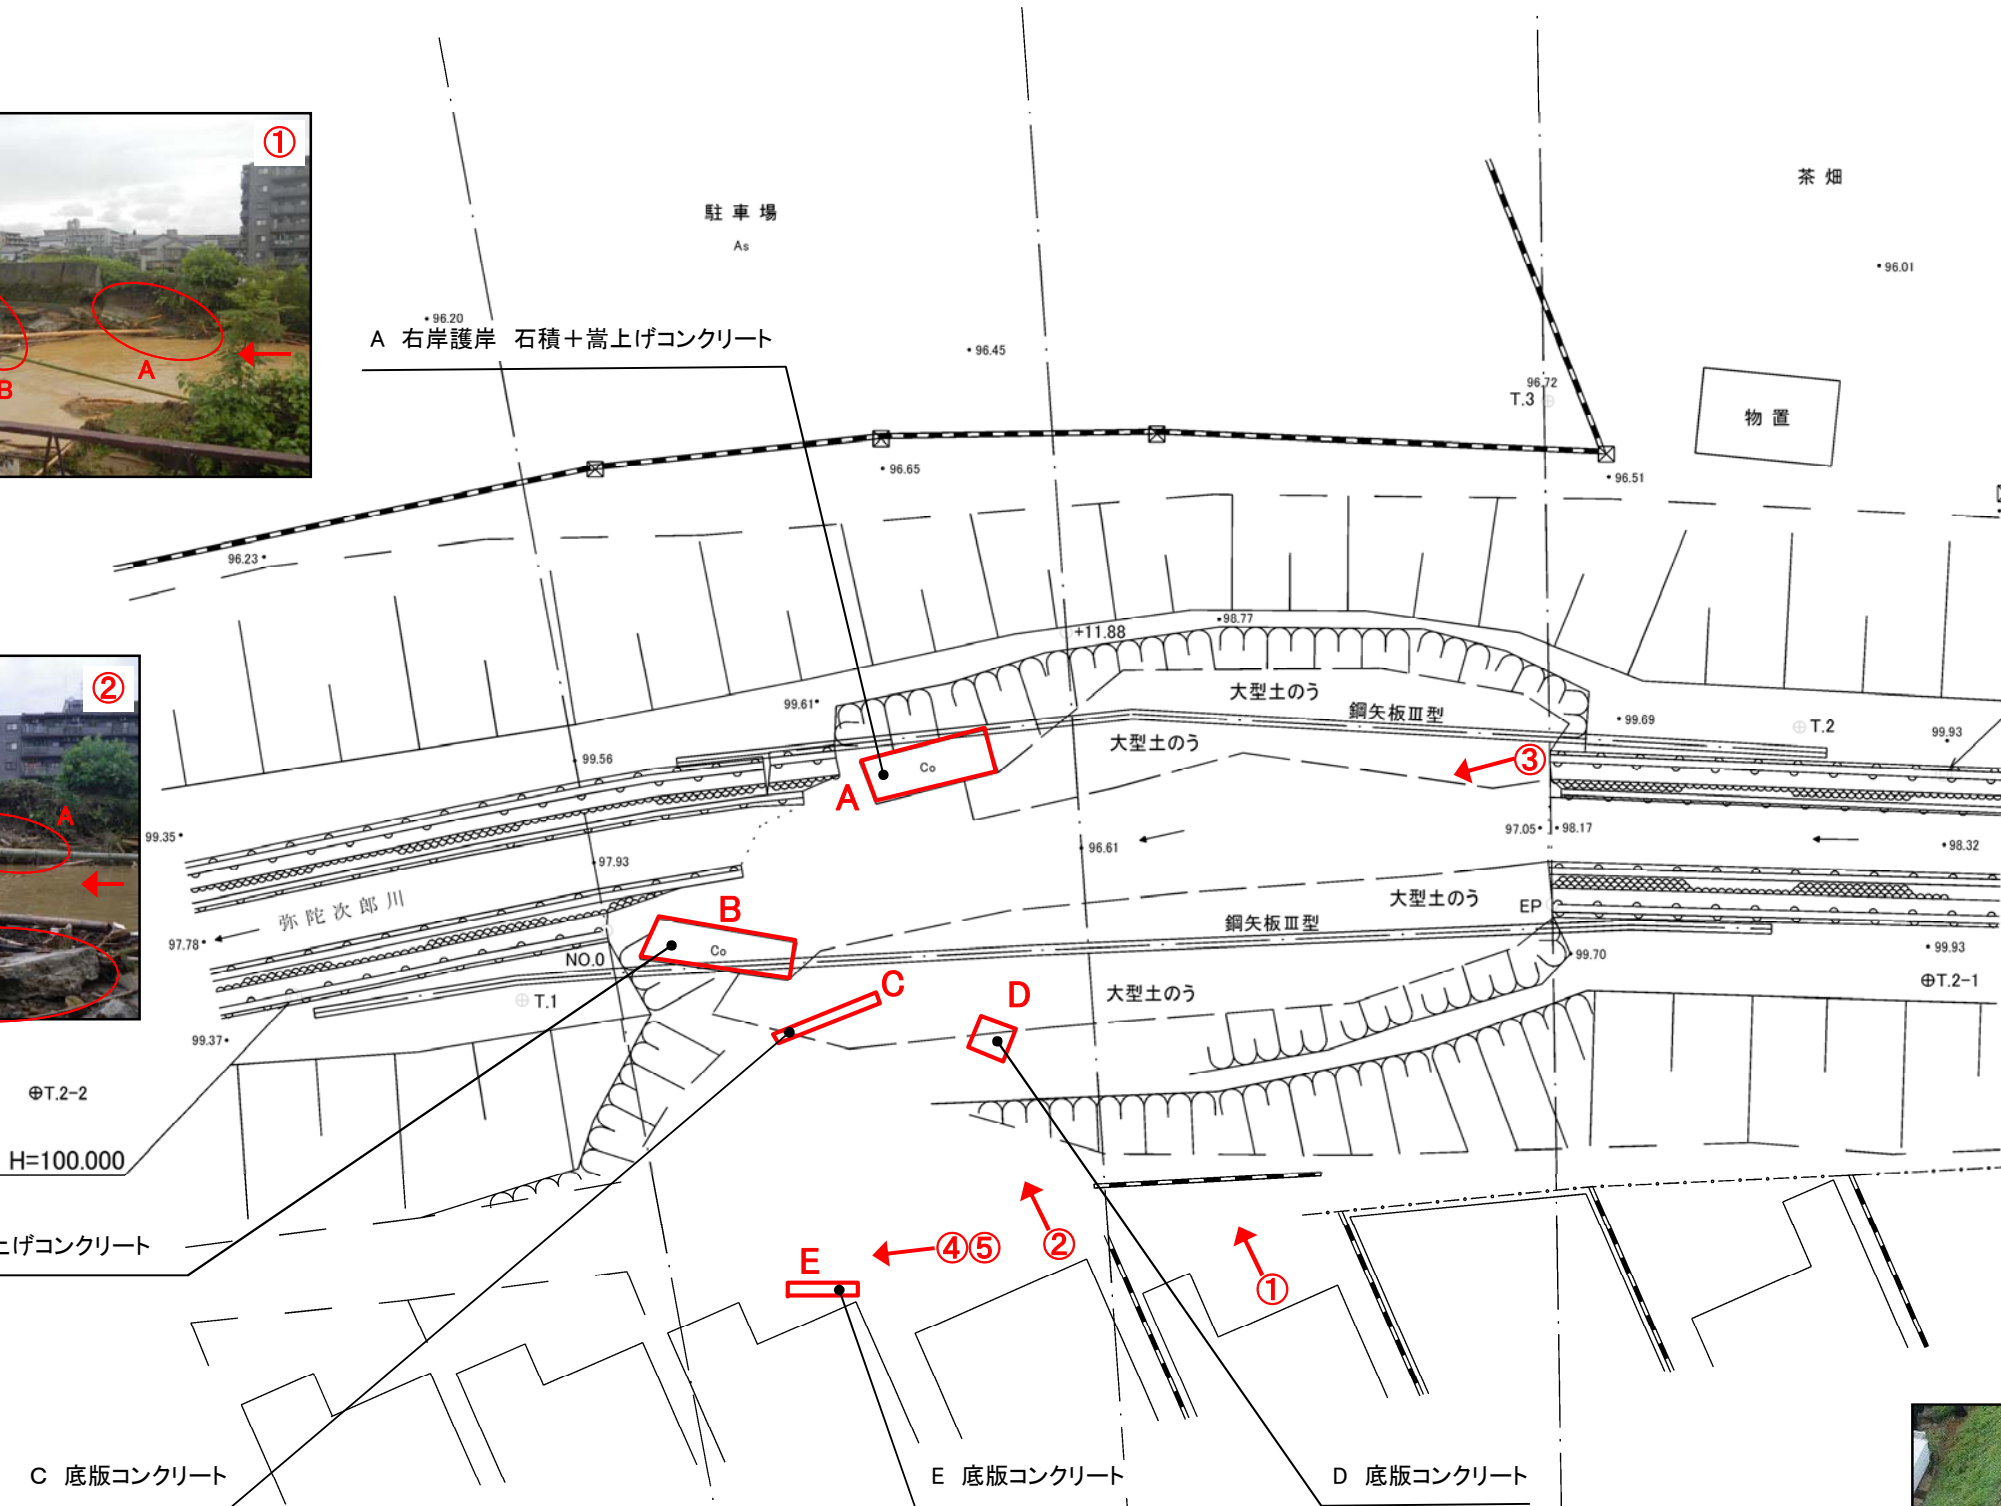 ①
駐 車 場
As
茶 畑
96.01
96.20
A 右岸護岸 石積＋嵩上げコンクリート
96.45
96.72
T.3
物 置
A
B
96.65
96.51
96.23
+11.88
98.77
②
大型土のう
99.61
鋼矢板Ⅲ型
99.69
T.2
99.93
99.56
大型土のう
③
Co
A
A
99.35
97.05
98.17
98.32
96.61
97.93
弥 陀 次 郎 川
大型土のう
B
EP
97.78
鋼矢板Ⅲ型
Co
NO.0
99.70
99.93
C
D
T.1
大型土のう
T.2-1
99.37
T.2-2
H=100.000
上げコンクリート
④⑤
②
E
①
C 底版コンクリート
E 底版コンクリート
D 底版コンクリート